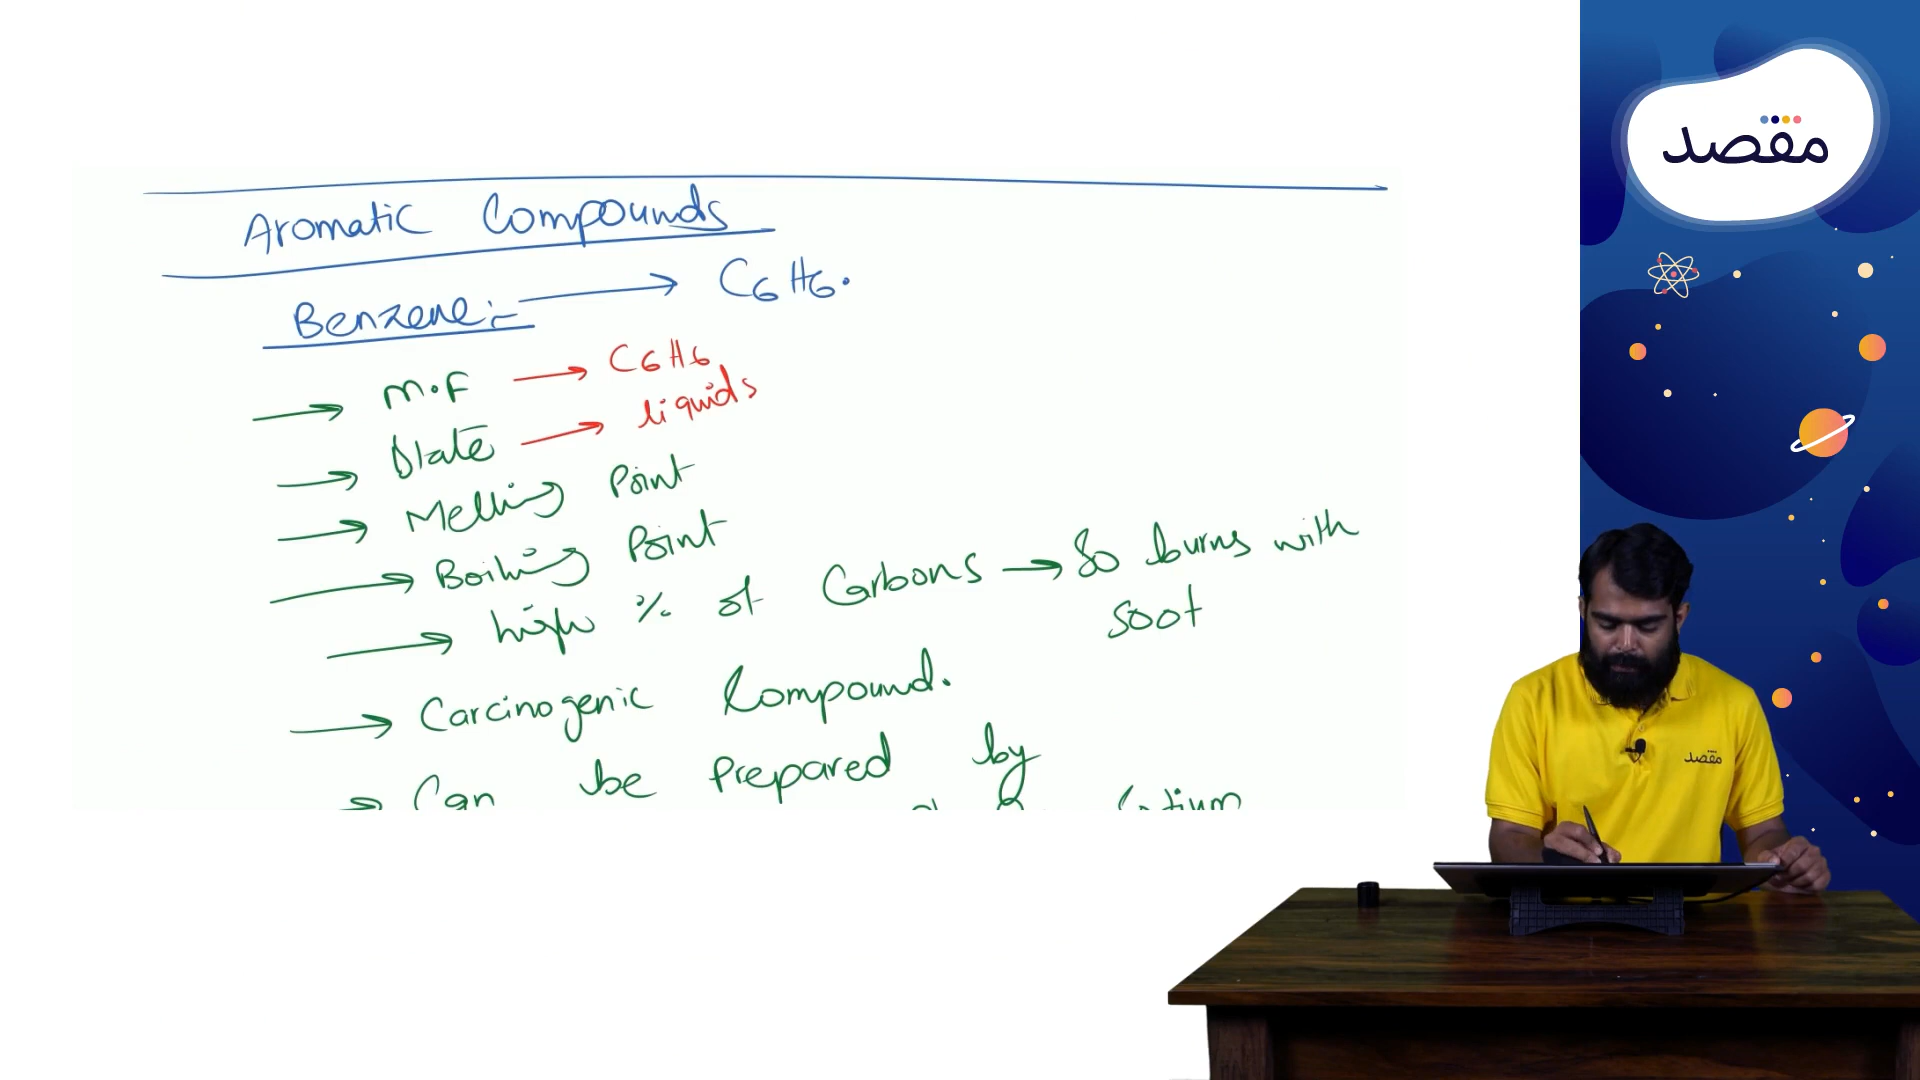 Aromatic Compounds
Benzene:- → C6H6.
→ M.F → C6H6
→ State → liquids
→ Melting Point
→ Boiling Point
→ high % of Carbons → So burns with
soot
→ Carcinogenic Compound.
→ Can be Prepared by
مقصد
مقصد